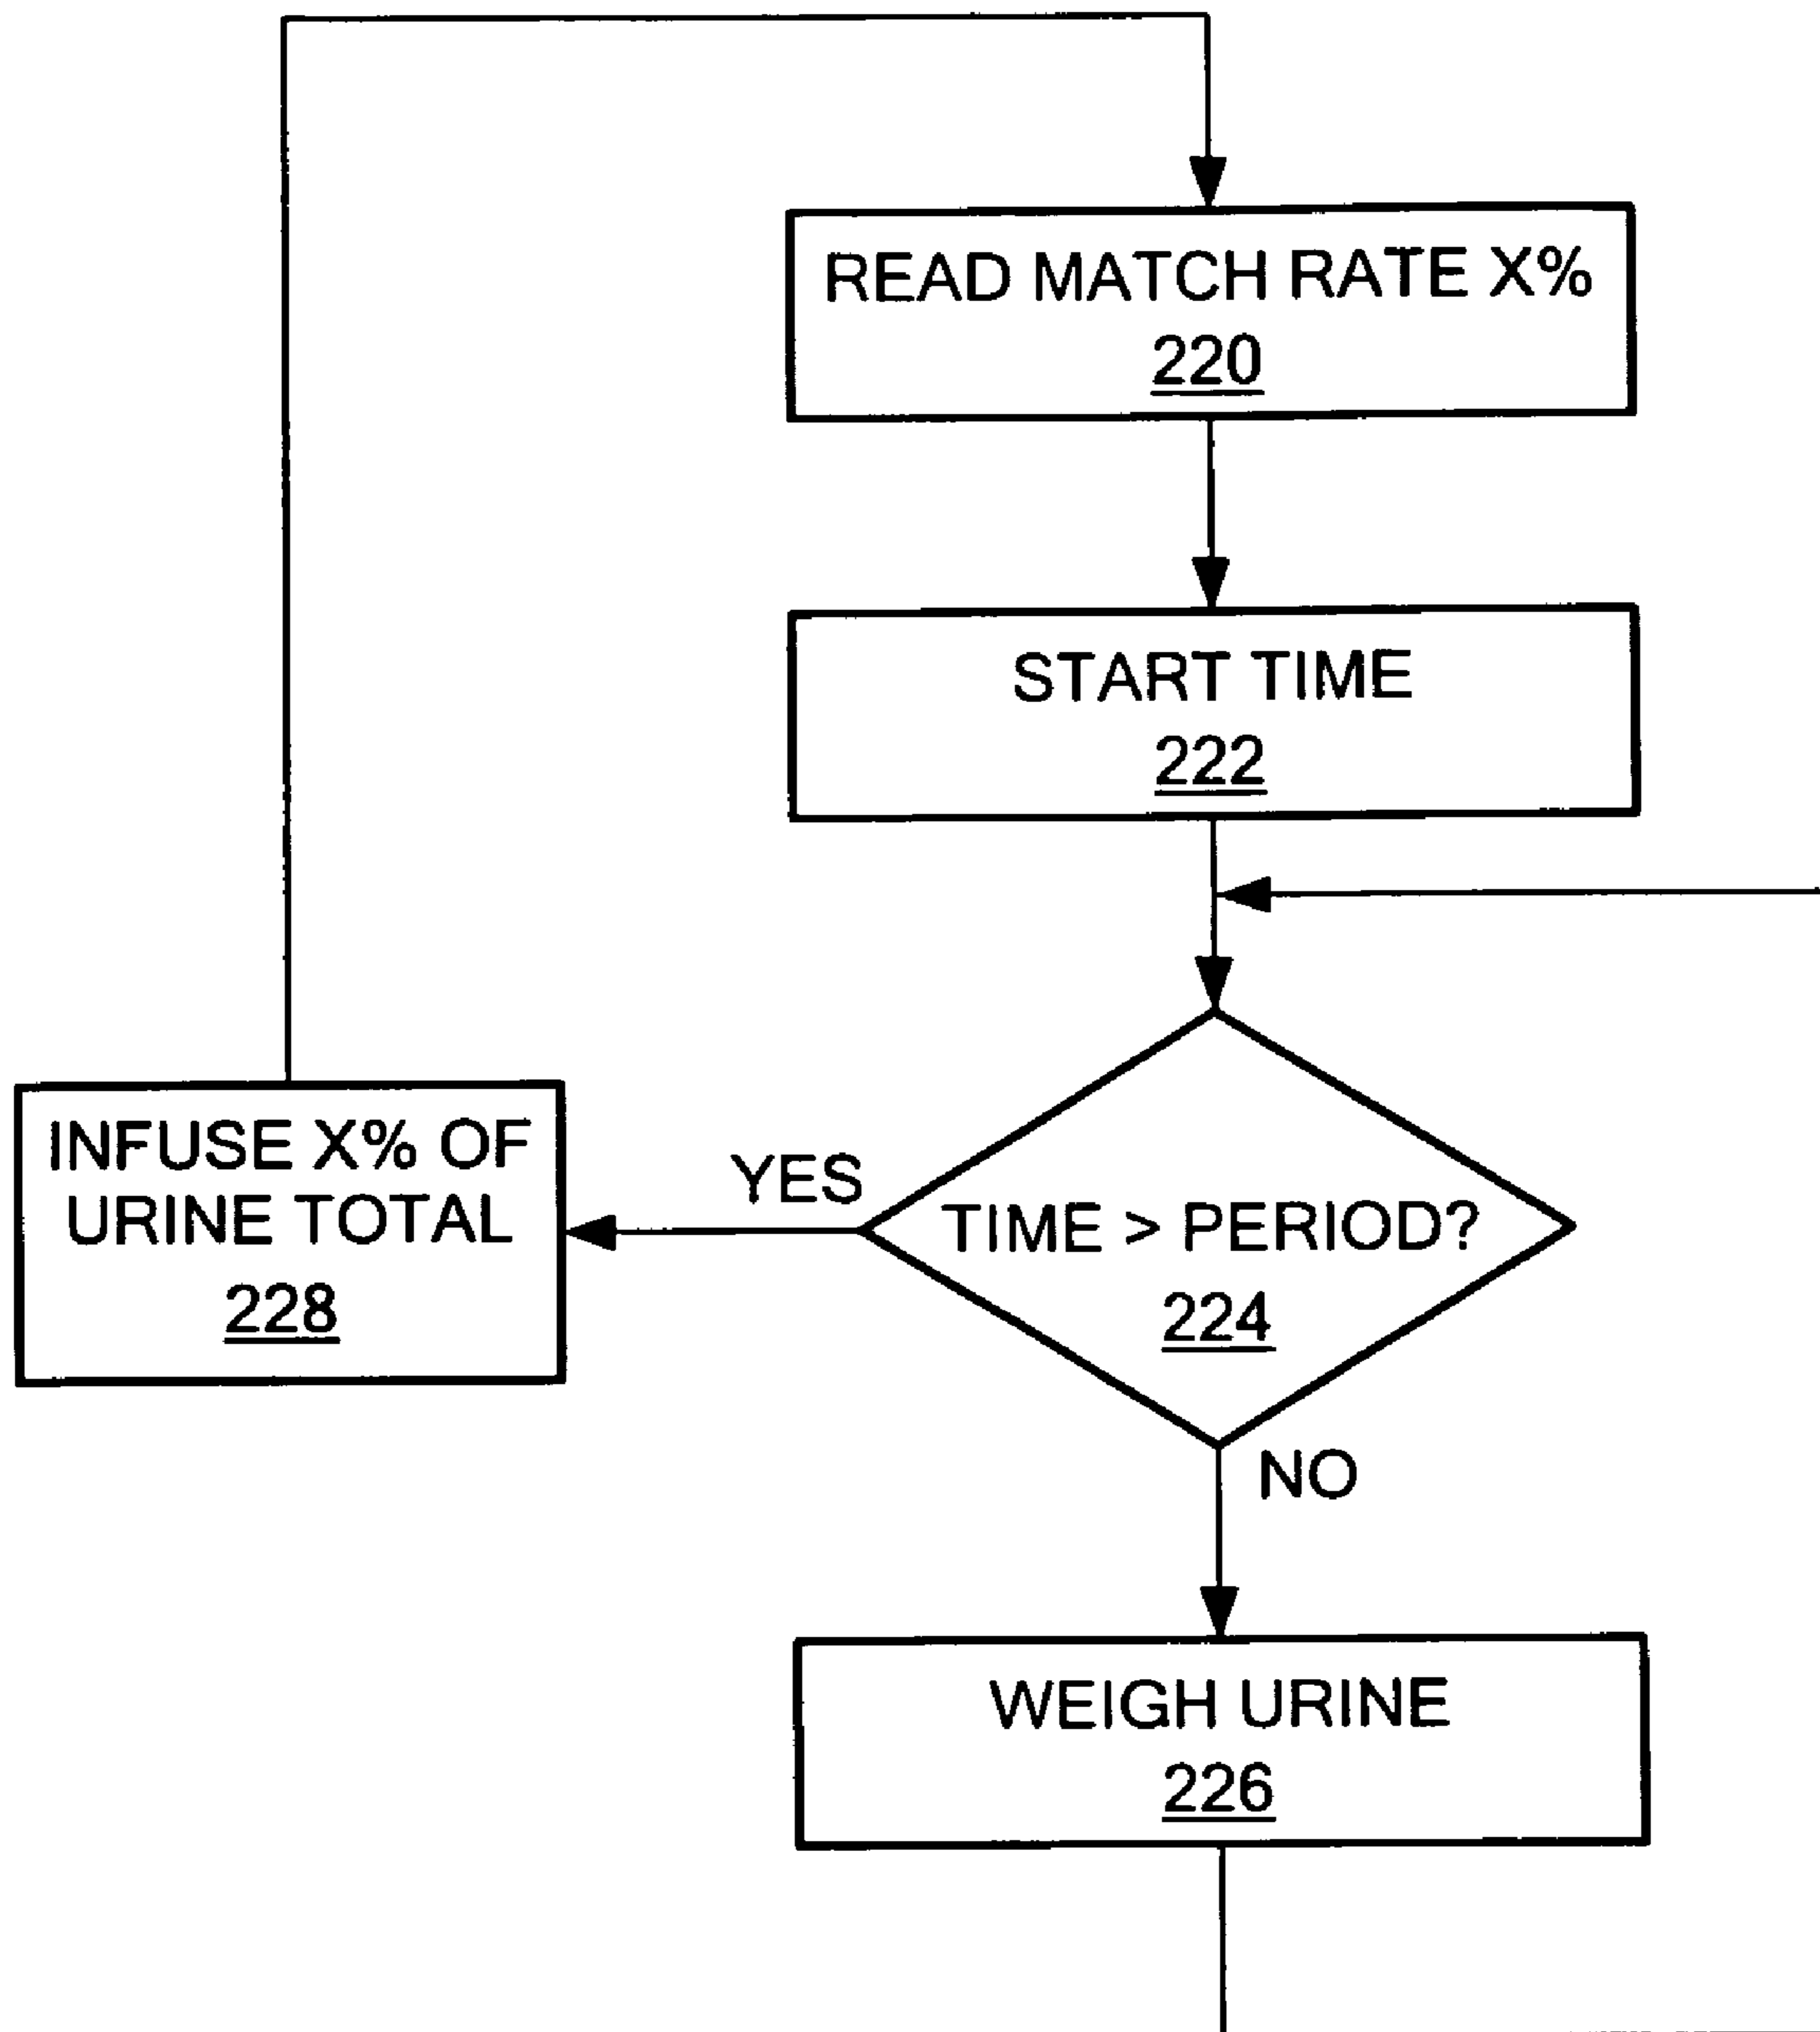 READ MATCH RATE X%
220
START TIME
222
INFUSE X% OF
URINE TOTAL
228
YES
TIME > PERIOD?
224
NO
WEIGH URINE
226